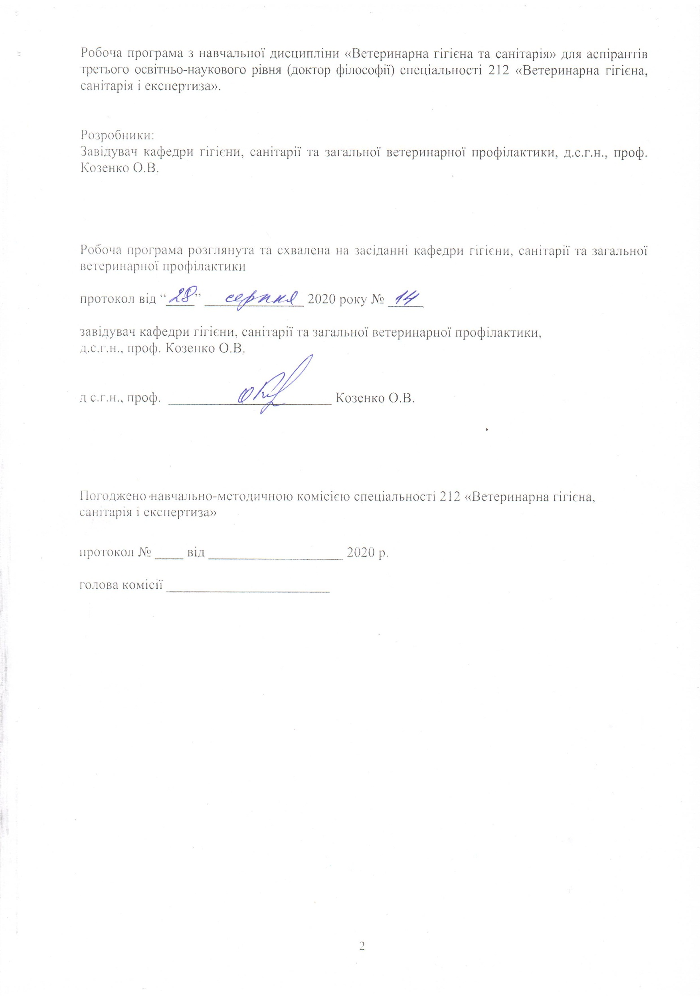 Робоча програма з навчальної дисципліни «Ветеринарна гігієна та санітарія» для аспірантів
третього освітньо-наукового рівня (доктор філософії) спеціальності 212 «Ветеринарна гігієна,
санітарія і експертиза».
Розробники:
Завідувач кафедри гігієни, санітарії та загальної ветеринарної профілактики, д.с.г.н., проф.
Козенко О.В.
Робоча програма розглянута та схвалена на засіданні кафедри гігієни, санітарії та загальної
ветеринарної профілактики
протокол від “28” серпня 2020 року № 14
завідувач кафедри гігієни, санітарії та загальної ветеринарної профілактики,
д.с.г.н., проф. Козенко О.В.
д с.г.н., проф. ________________ Козенко О.В.
Погоджено навчально-методичною комісією спеціальності 212 «Ветеринарна гігієна,
санітарія і експертиза»
протокол № ____ від ___________________ 2020 р.
голова комісії _______________________
2